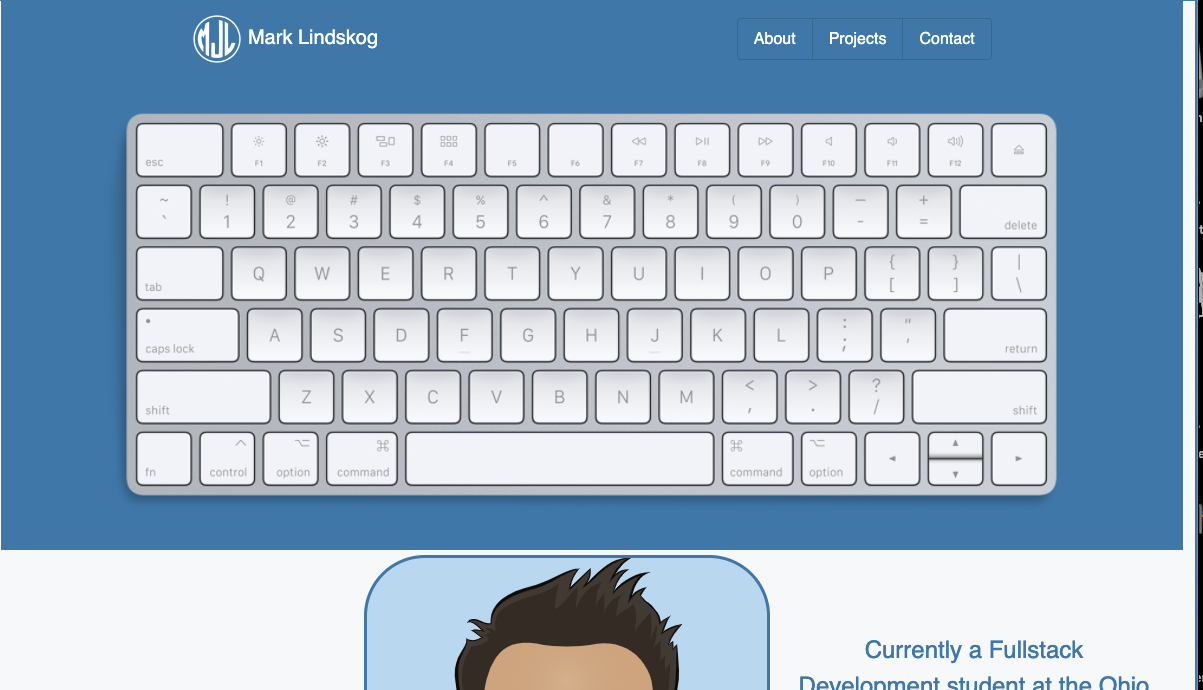 MJL Mark Lindskog
About Projects Contact
esc F1 F2 F3 F4 F5 F6 F7 F8 F9 F10 F11 F12
~ ! @ # $ % ^ & * ( ) — +
` 1 2 3 4 5 6 7 8 9 0 - = delete
tab Q W E R T Y U I O P { [ } ] | \
caps lock A S D F G H J K L : ; " ' return
shift Z X C V B N M < , > . ? / shift
fn control option command command option
Currently a Fullstack
Development student at the Ohio